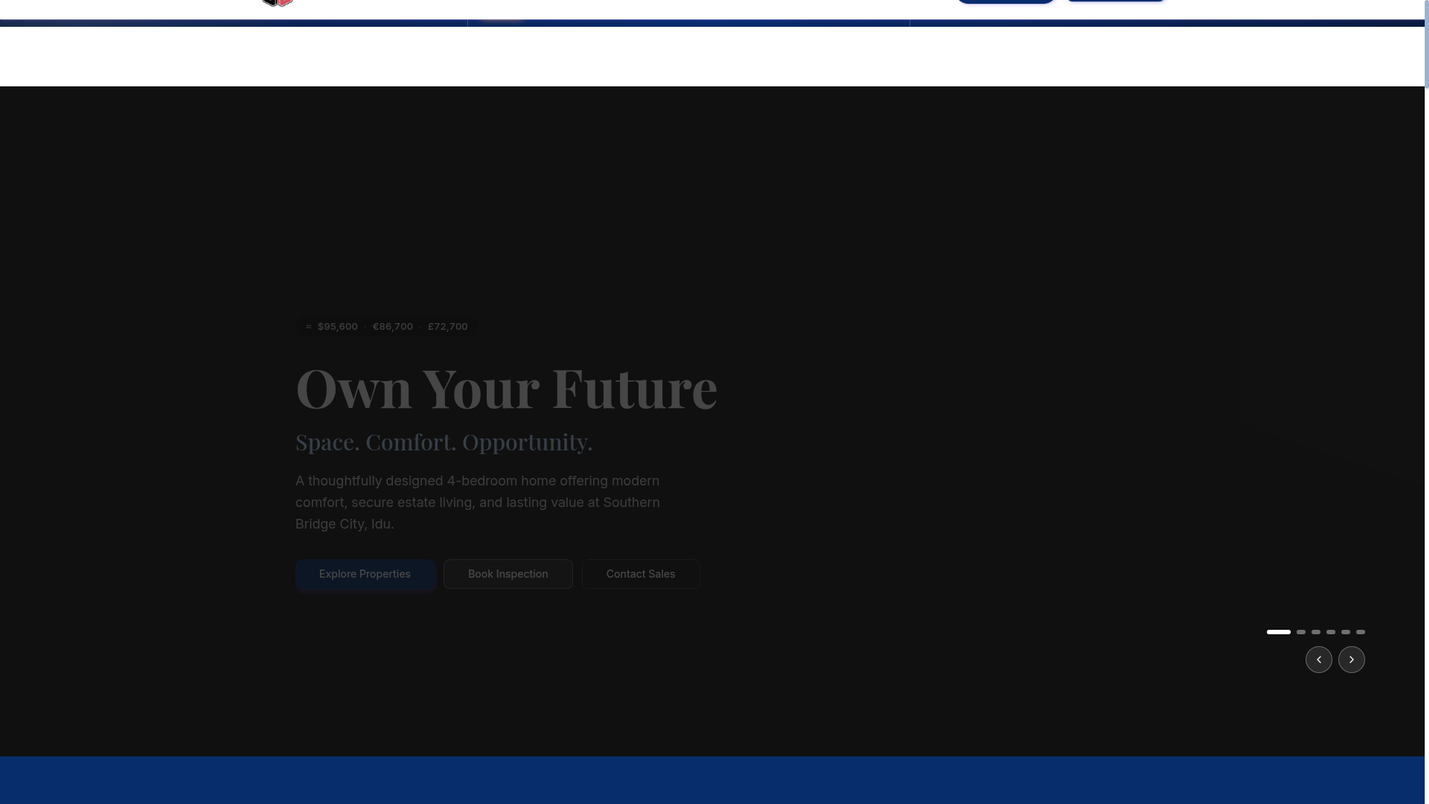 ≈ $95,600 · €86,700 · £72,700
Own Your Future
Space. Comfort. Opportunity.
A thoughtfully designed 4-bedroom home offering modern
comfort, secure estate living, and lasting value at Southern
Bridge City, Idu.
Explore Properties
Book Inspection
Contact Sales